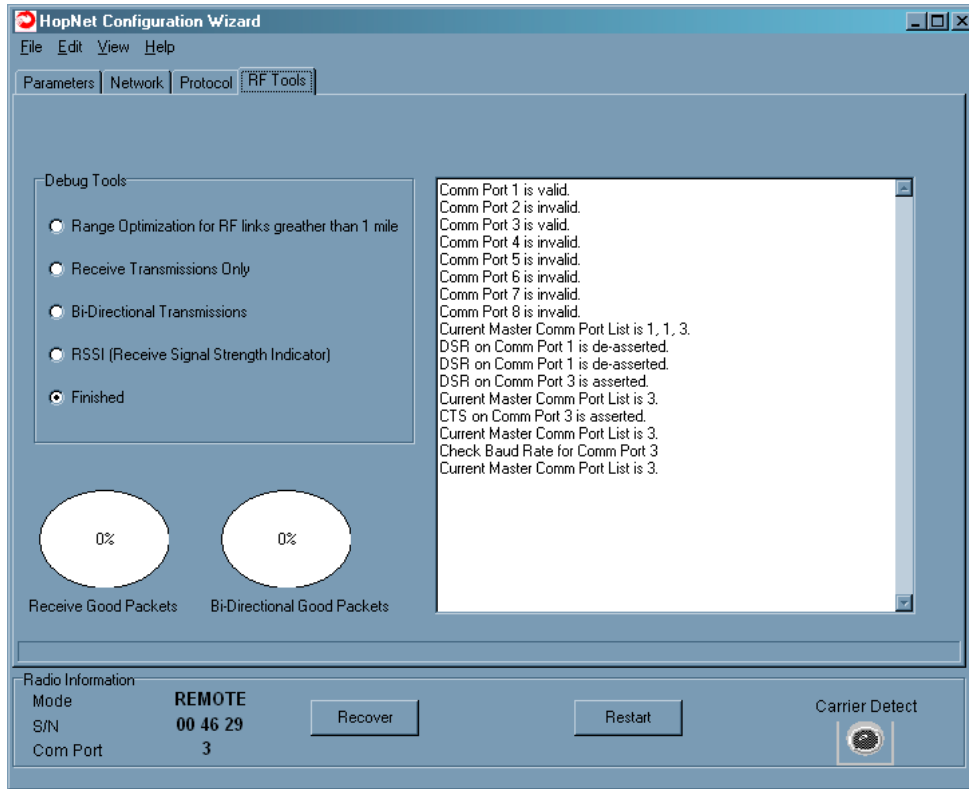 HopNet Configuration Wizard
File Edit View Help
Parameters Network Protocol RF Tools
Debug Tools
Range Optimization for RF links greather than 1 mile
Receive Transmissions Only
Bi-Directional Transmissions
RSSI (Receive Signal Strength Indicator)
Finished
Comm Port 1 is valid.
Comm Port 2 is invalid.
Comm Port 3 is valid.
Comm Port 4 is invalid.
Comm Port 5 is invalid.
Comm Port 6 is invalid.
Comm Port 7 is invalid.
Comm Port 8 is invalid.
Current Master Comm Port List is 1, 1, 3.
DSR on Comm Port 1 is de-asserted.
DSR on Comm Port 1 is de-asserted.
DSR on Comm Port 3 is asserted.
Current Master Comm Port List is 3.
CTS on Comm Port 3 is asserted.
Current Master Comm Port List is 3.
Check Baud Rate for Comm Port 3
Current Master Comm Port List is 3.
0% 0%
Receive Good Packets Bi-Directional Good Packets
Radio Information
Mode REMOTE
S/N 00 46 29
Com Port 3
Recover
Restart
Carrier Detect